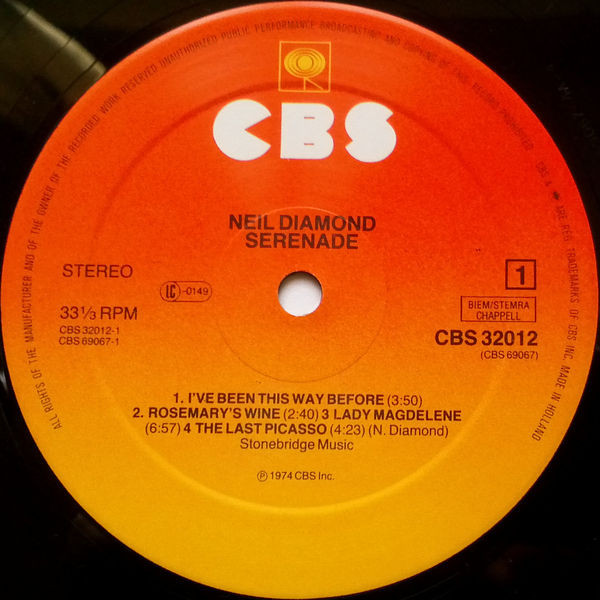 CBS
NEIL DIAMOND
SERENADE
STEREO
LC -0149
1
33⅓ RPM
CBS 32012-1
CBS 69067-1
BIEM/STEMRA
CHAPPELL
CBS 32012
(CBS 69067)
1. I'VE BEEN THIS WAY BEFORE (3:50)
2. ROSEMARY'S WINE (2:40) 3 LADY MAGDELENE
(6:57) 4 THE LAST PICASSO (4:23) (N. Diamond)
Stonebridge Music
℗ 1974 CBS Inc.
ALL RIGHTS OF THE MANUFACTURER AND OF THE OWNER OF THE RECORDED WORK RESERVED UNAUTHORIZED PUBLIC PERFORMANCE BROADCASTING AND COPYING OF THIS RECORD PROHIBITED CBS & ARE REG. TRADEMARKS OF CBS INC. MADE IN HOLLAND